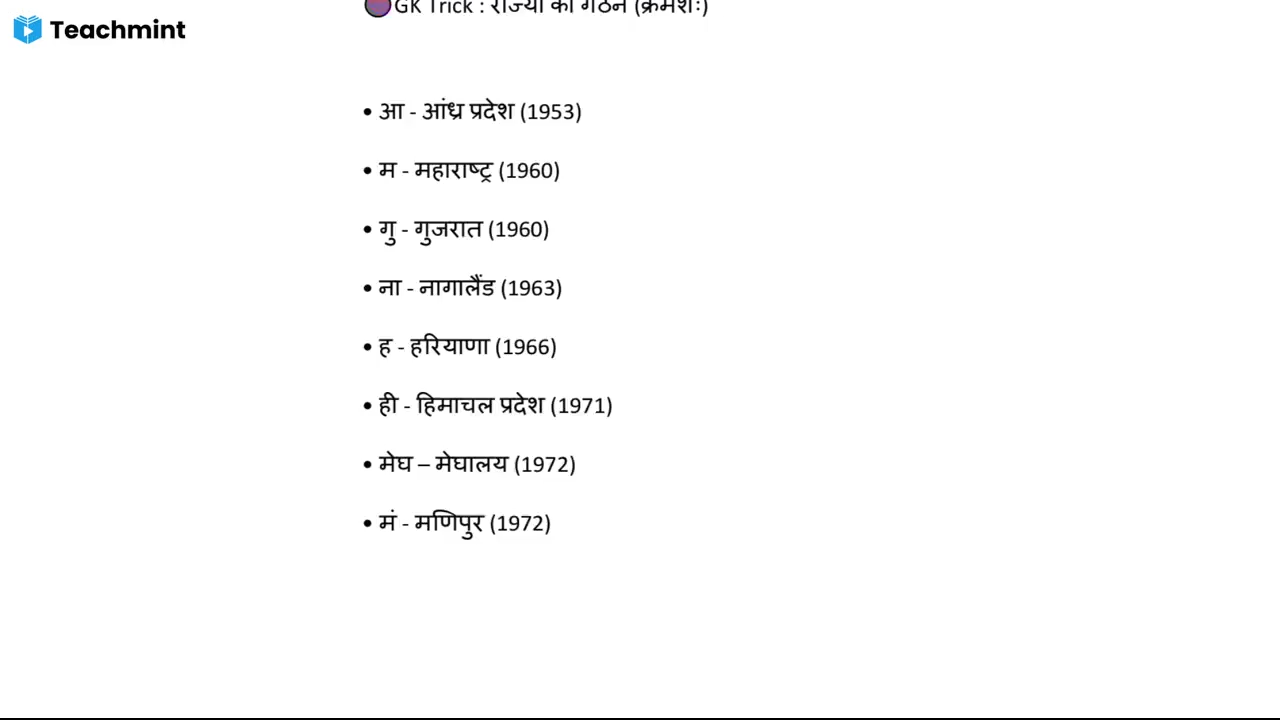 GK Trick : राज्यों का गठन (क्रमशः)
Teachmint
• आ - आंध्र प्रदेश (1953)
• म - महाराष्ट्र (1960)
• गु - गुजरात (1960)
• ना - नागालैंड (1963)
• ह - हरियाणा (1966)
• ही - हिमाचल प्रदेश (1971)
• मेघ – मेघालय (1972)
• मं - मणिपुर (1972)